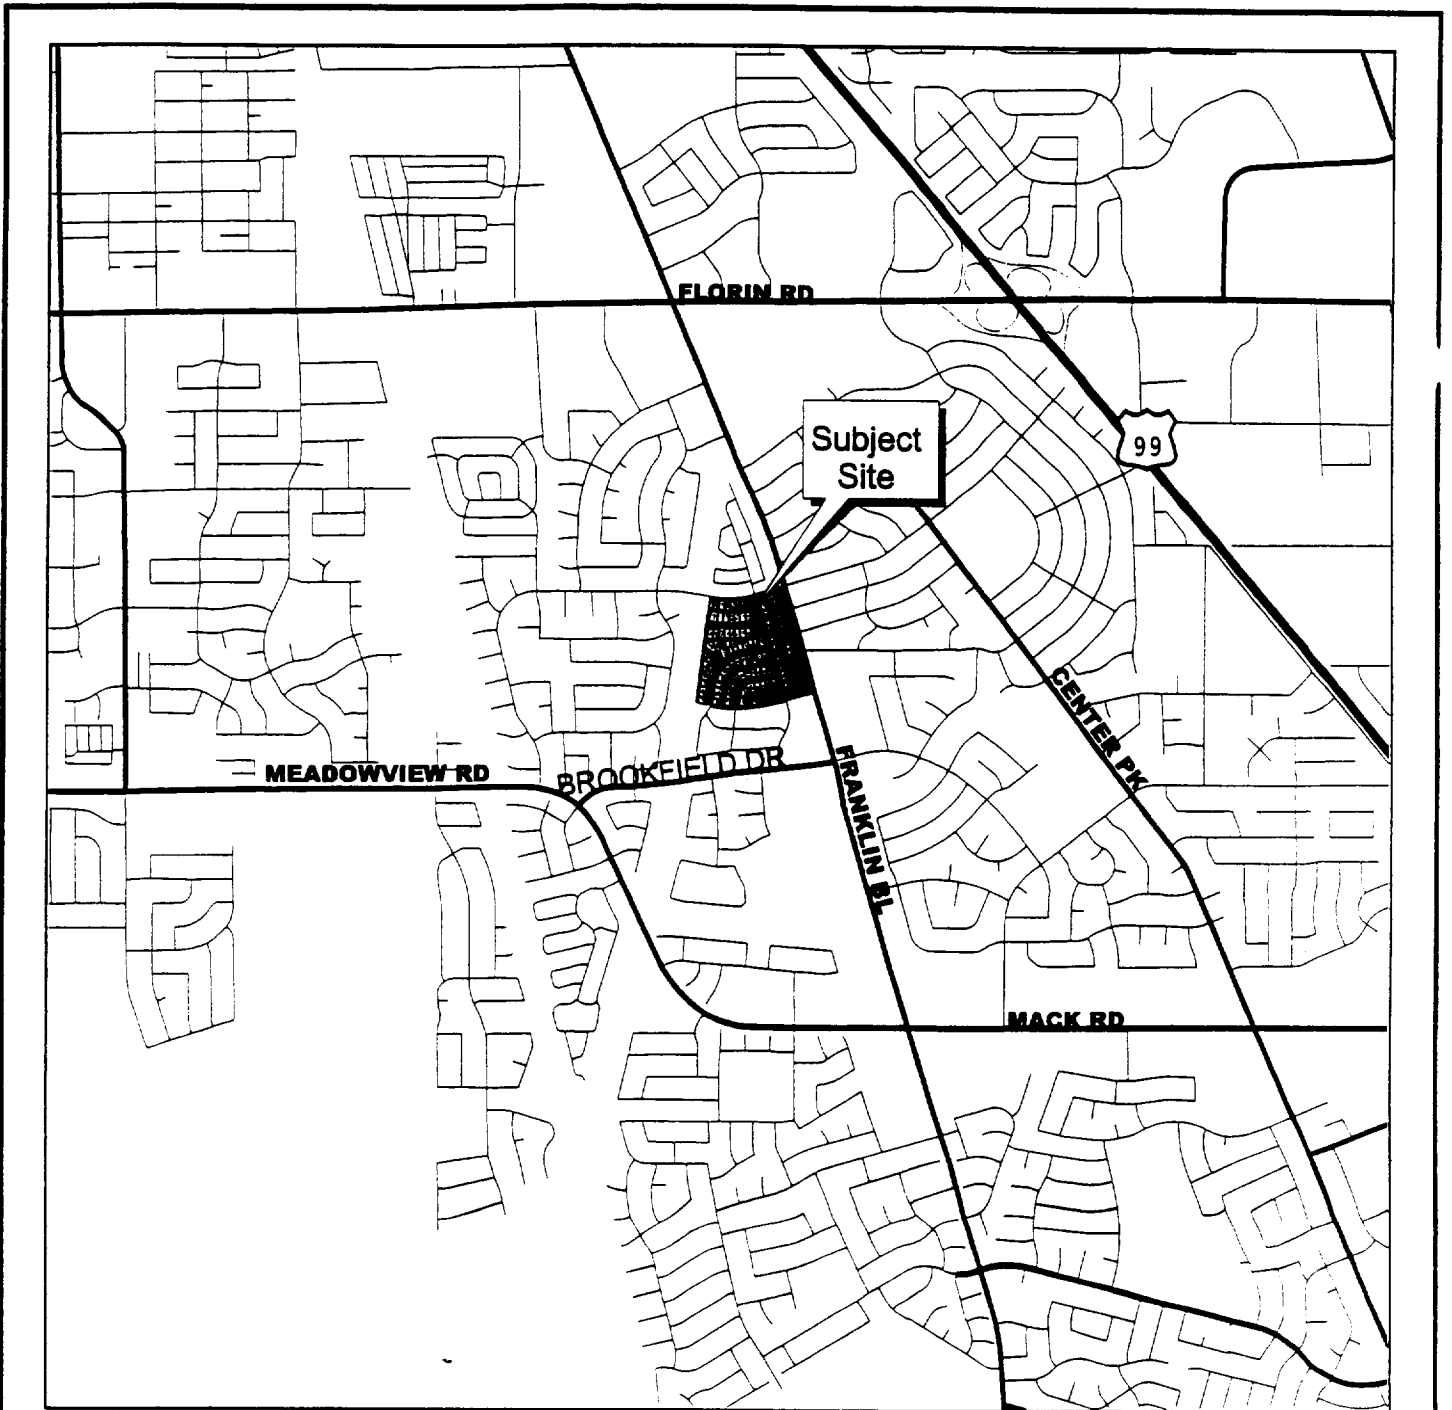 FLORIN RD
Subject
Site
99
CENTER PK
MEADOWVIEW RD
BROOKFIELD DR
FRANKLIN BL
MACK RD